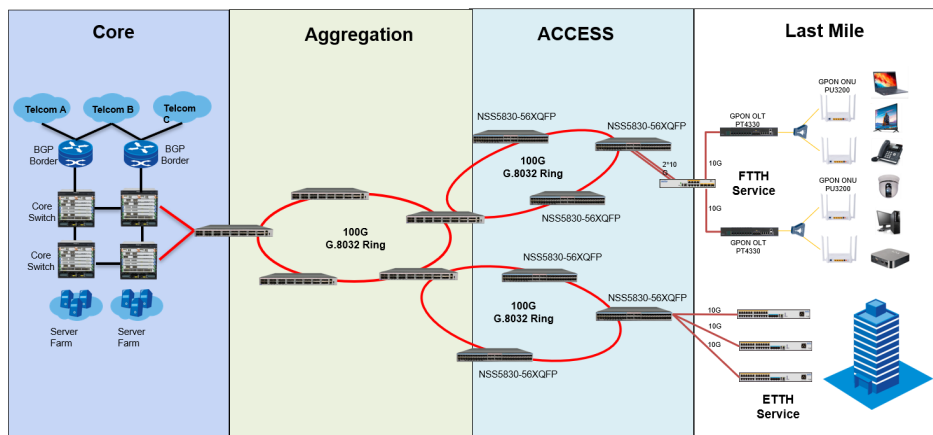 Core
Aggregation
ACCESS
Last Mile
Telcom A
Telcom B
Telcom
C
BGP
Border
BGP
Border
Core
Switch
Core
Switch
Server
Farm
Server
Farm
100G
G.8032 Ring
NSS5830-56XQFP
NSS5830-56XQFP
100G
G.8032 Ring
NSS5830-56XQFP
NSS5830-56XQFP
NSS5830-56XQFP
100G
G.8032 Ring
NSS5830-56XQFP
2*10
G
10G
10G
FTTH
Service
GPON OLT
PT4330
GPON ONU
PU3200
GPON OLT
PT4330
GPON ONU
PU3200
10G
10G
10G
ETTH
Service